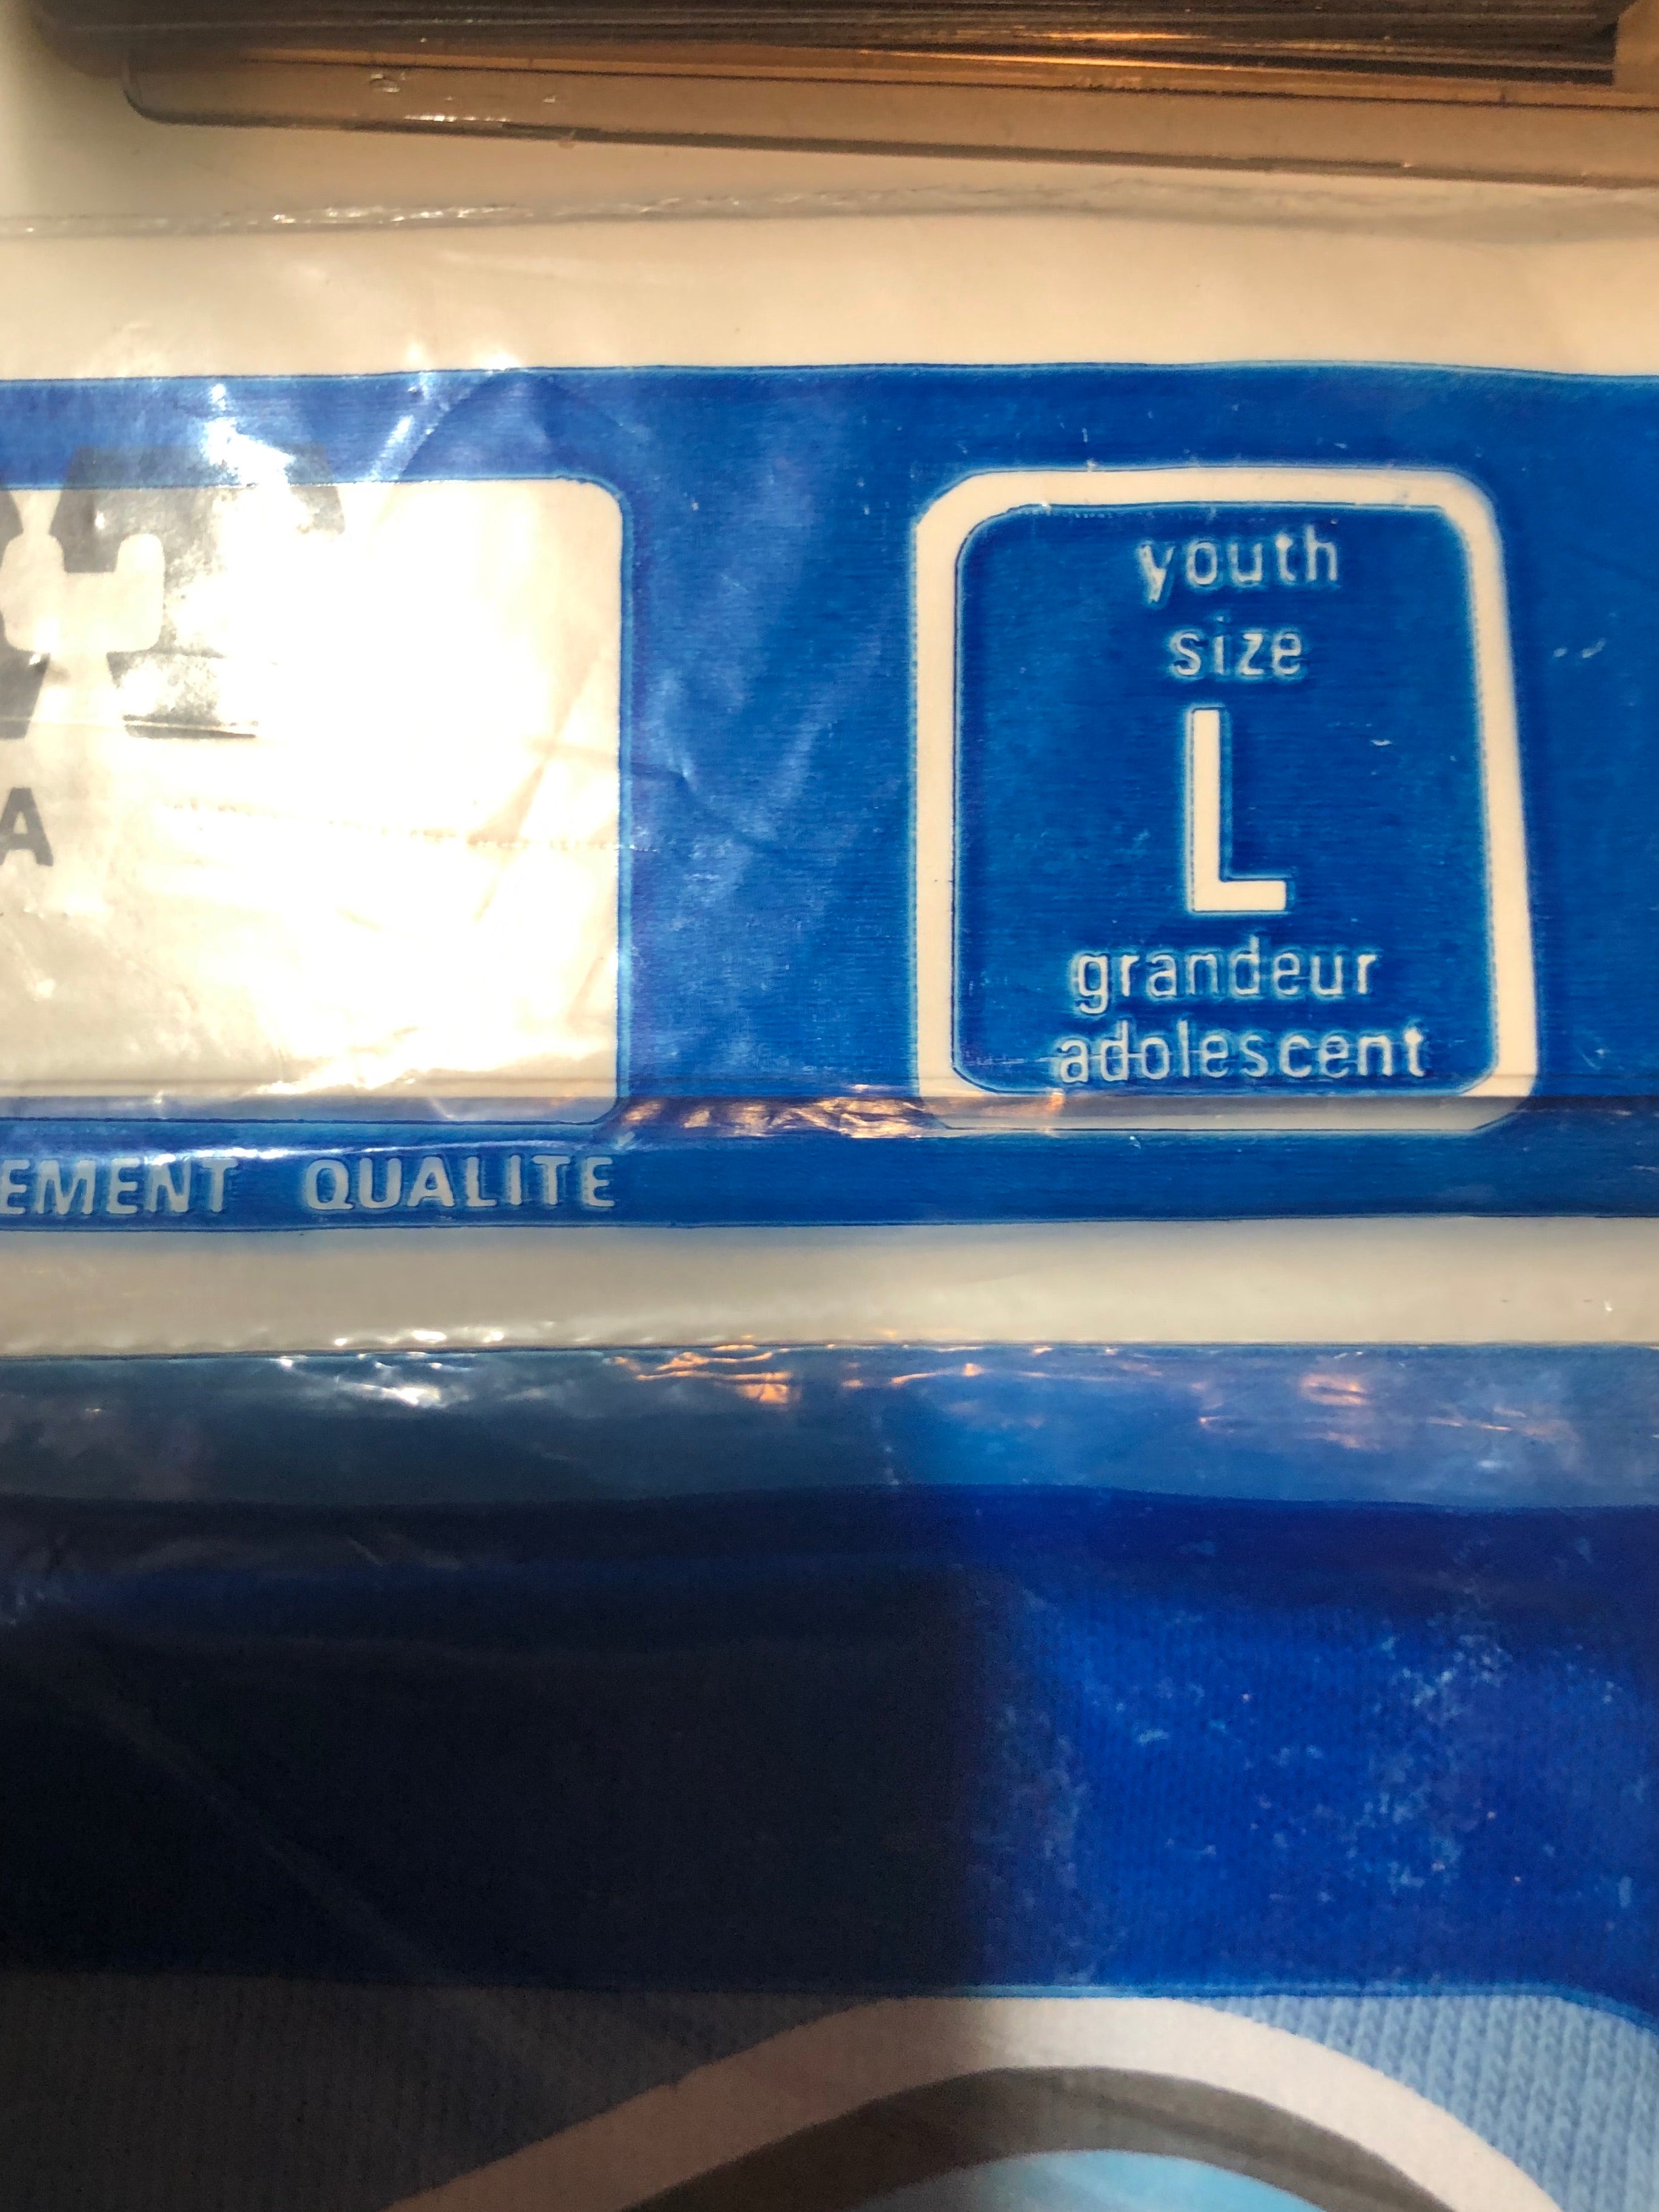 A
youth
size
L
grandeur
adolescent
EMENT QUALITE